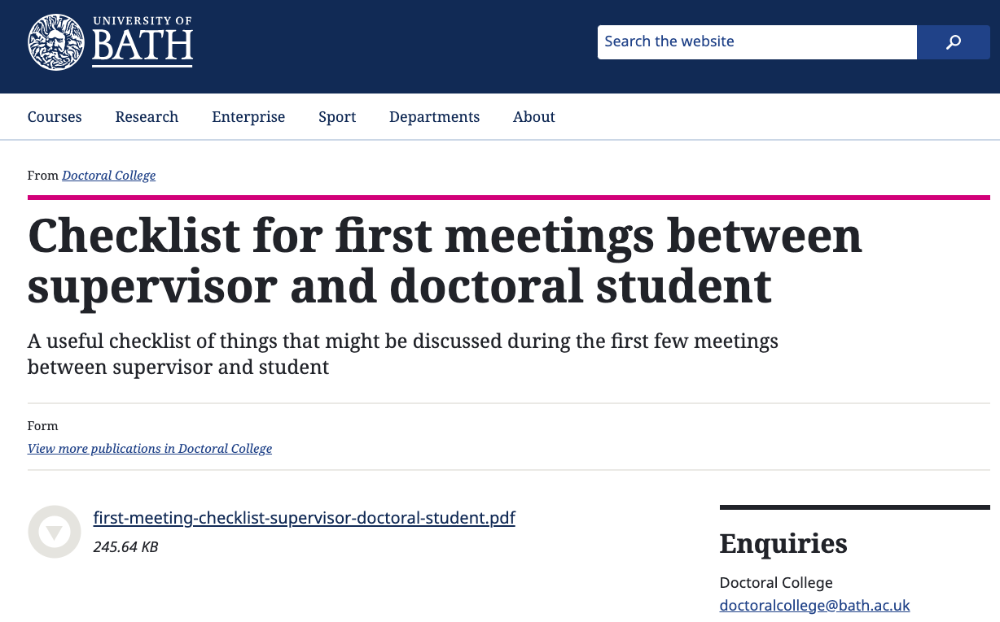 UNIVERSITY OF
BATH
Search the website
Courses Research Enterprise Sport Departments About
From Doctoral College
Checklist for first meetings between
supervisor and doctoral student
A useful checklist of things that might be discussed during the first few meetings
between supervisor and student
Form
View more publications in Doctoral College
first-meeting-checklist-supervisor-doctoral-student.pdf
245.64 KB
Enquiries
Doctoral College
doctoralcollege@bath.ac.uk